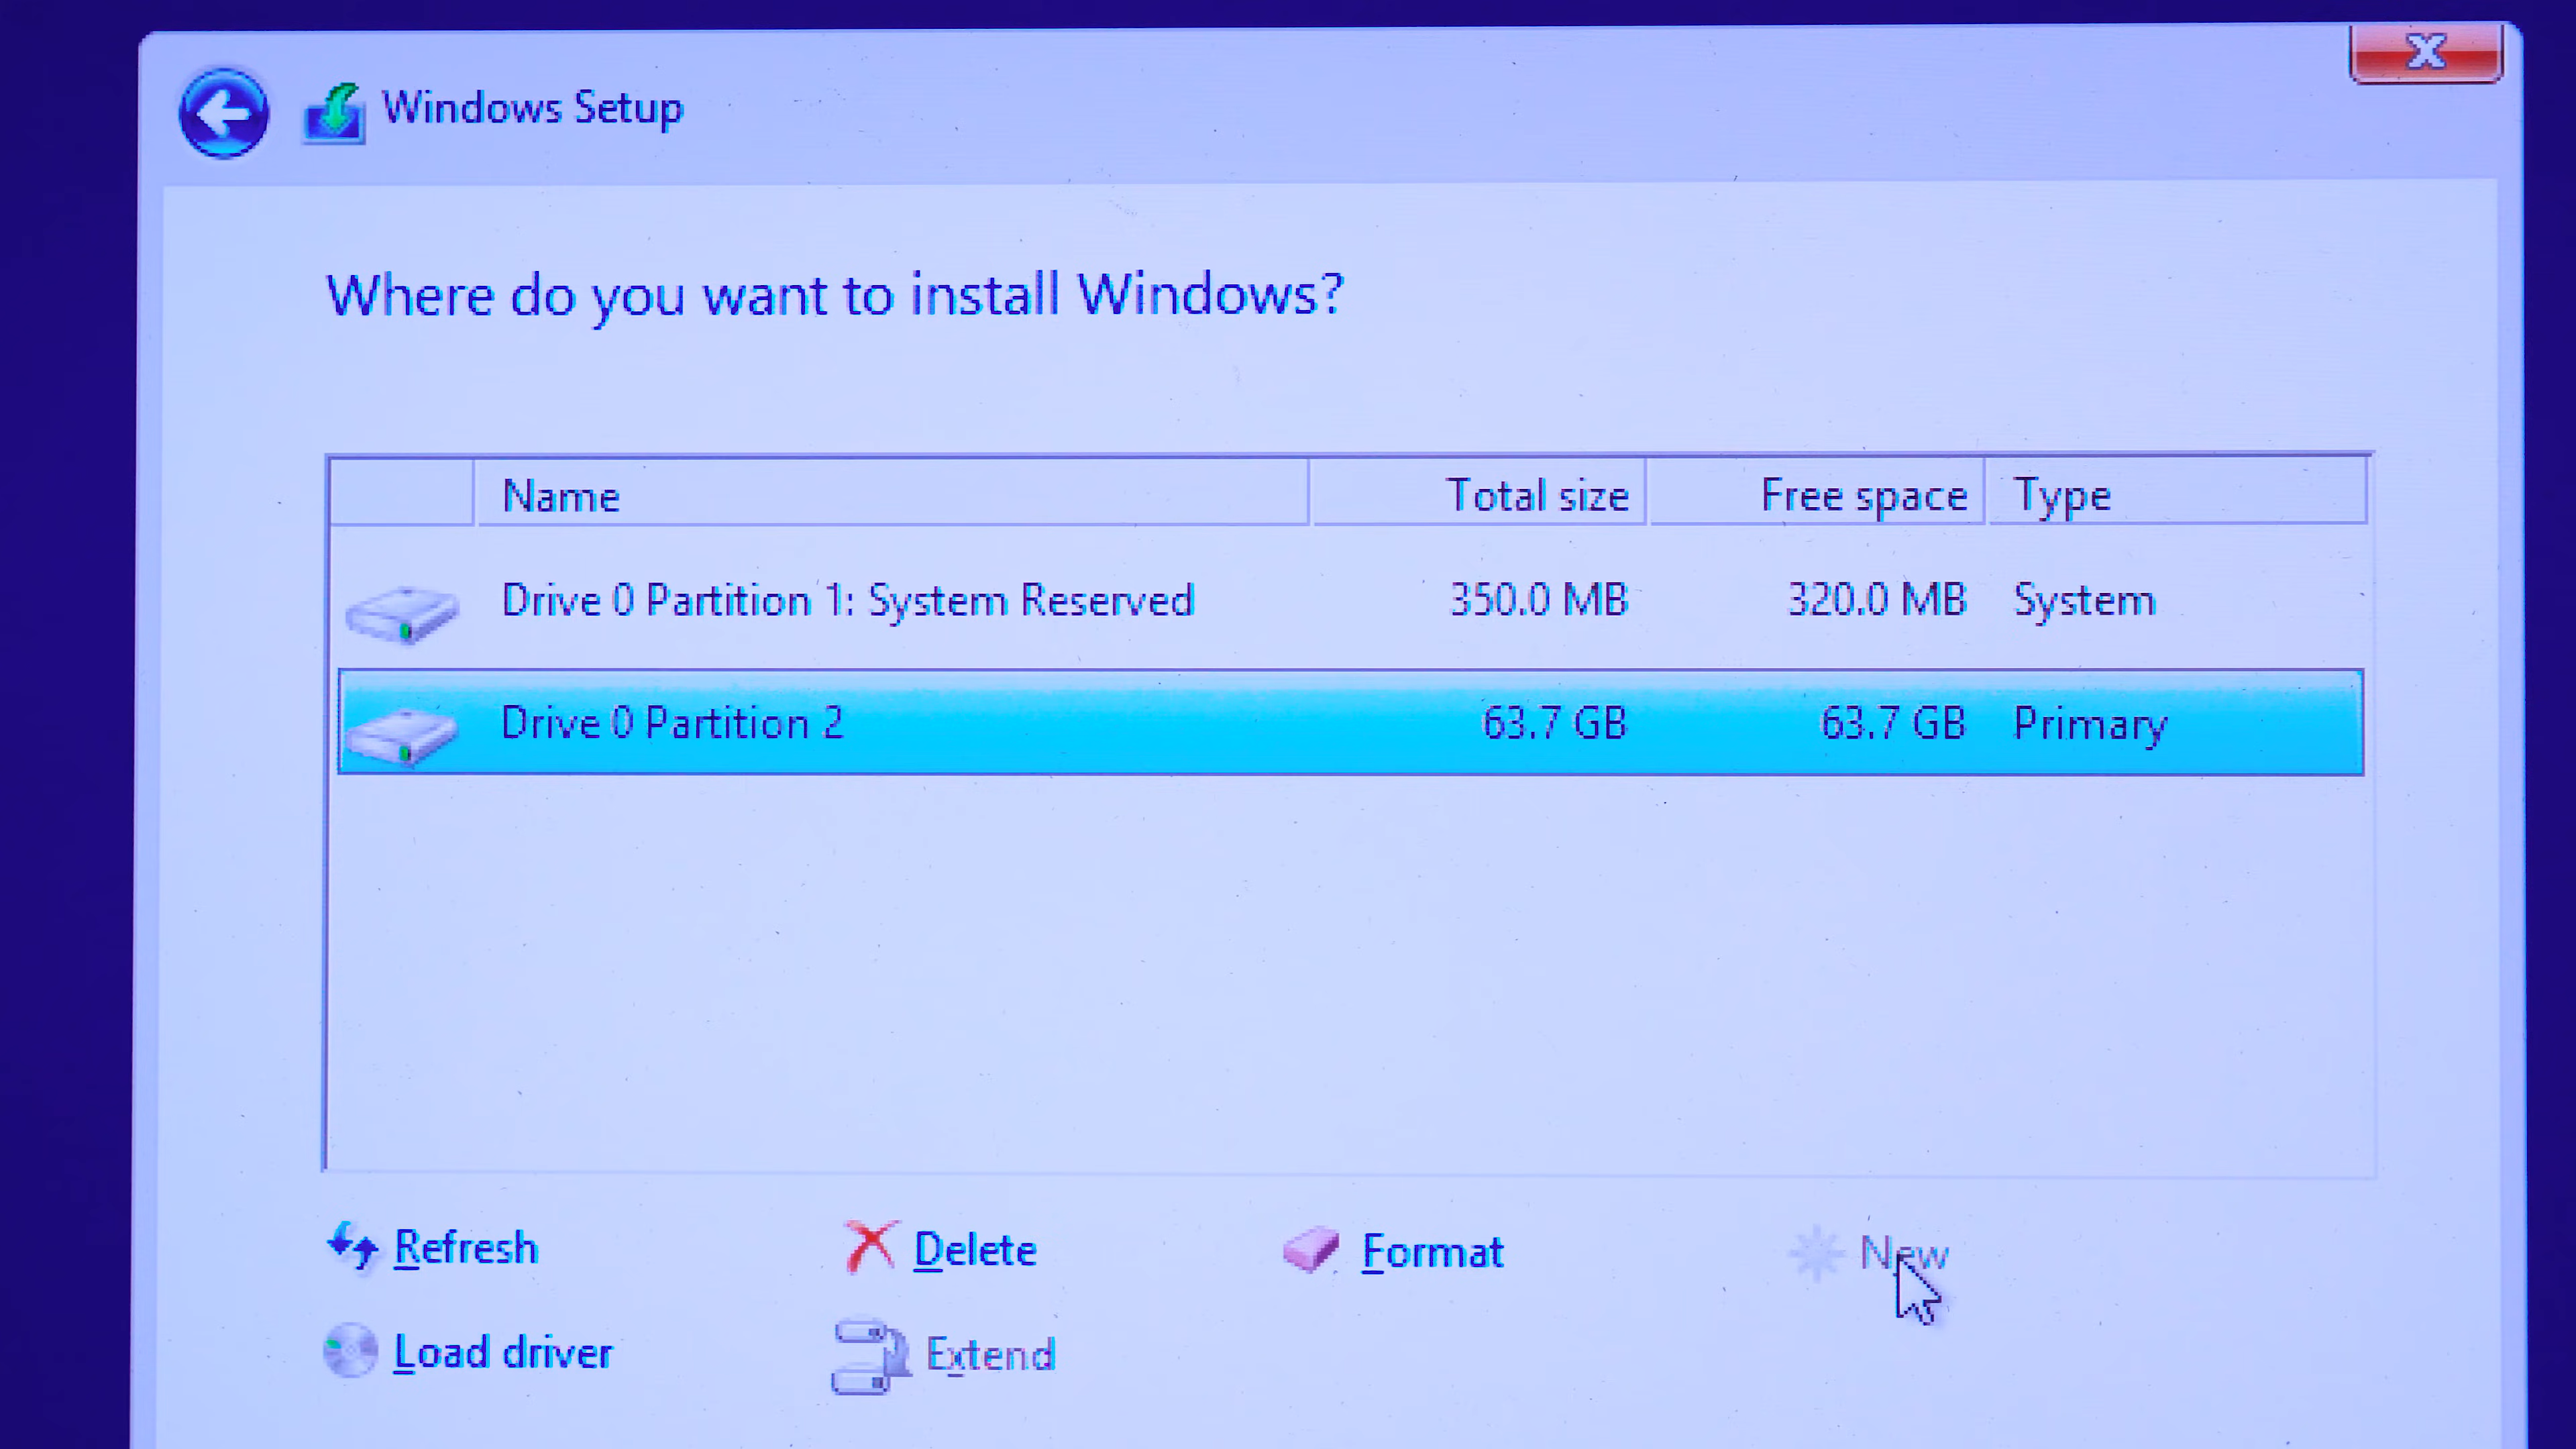 Windows Setup
Where do you want to install Windows?
Name Total size Free space Type
Drive 0 Partition 1: System Reserved 350.0 MB 320.0 MB System
Drive 0 Partition 2 63.7 GB 63.7 GB Primary
Refresh Delete Format New
Load driver Extend